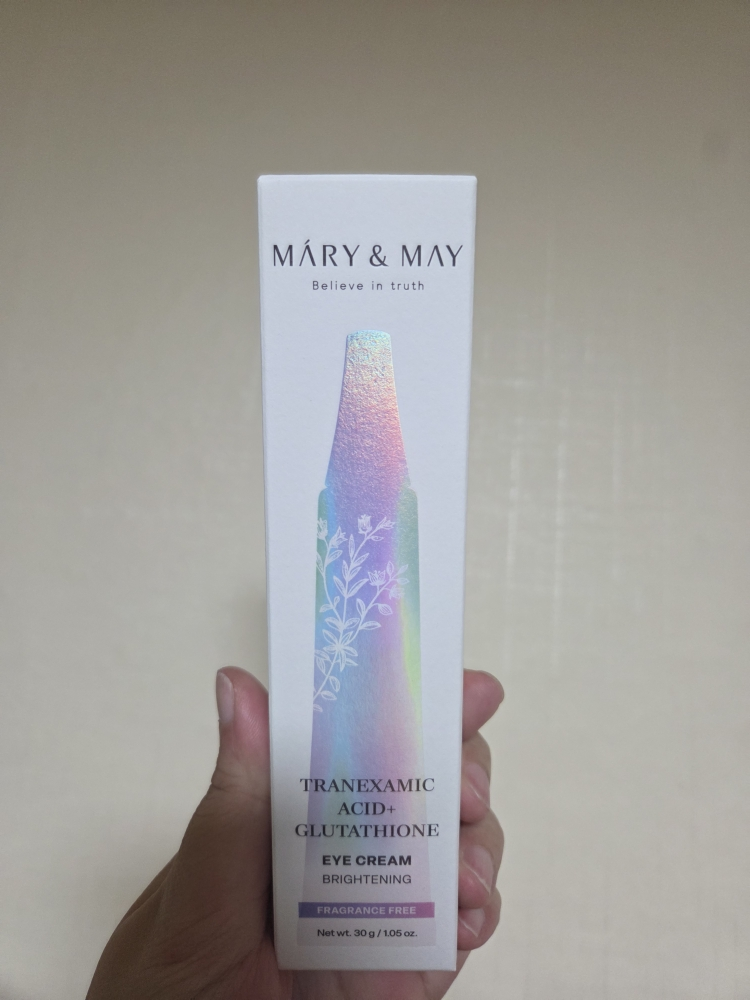 MÁRY & MAY
Believe in truth
TRANEXAMIC
ACID+
GLUTATHIONE
EYE CREAM
BRIGHTENING
FRAGRANCE FREE
Net wt. 30 g / 1.05 oz.